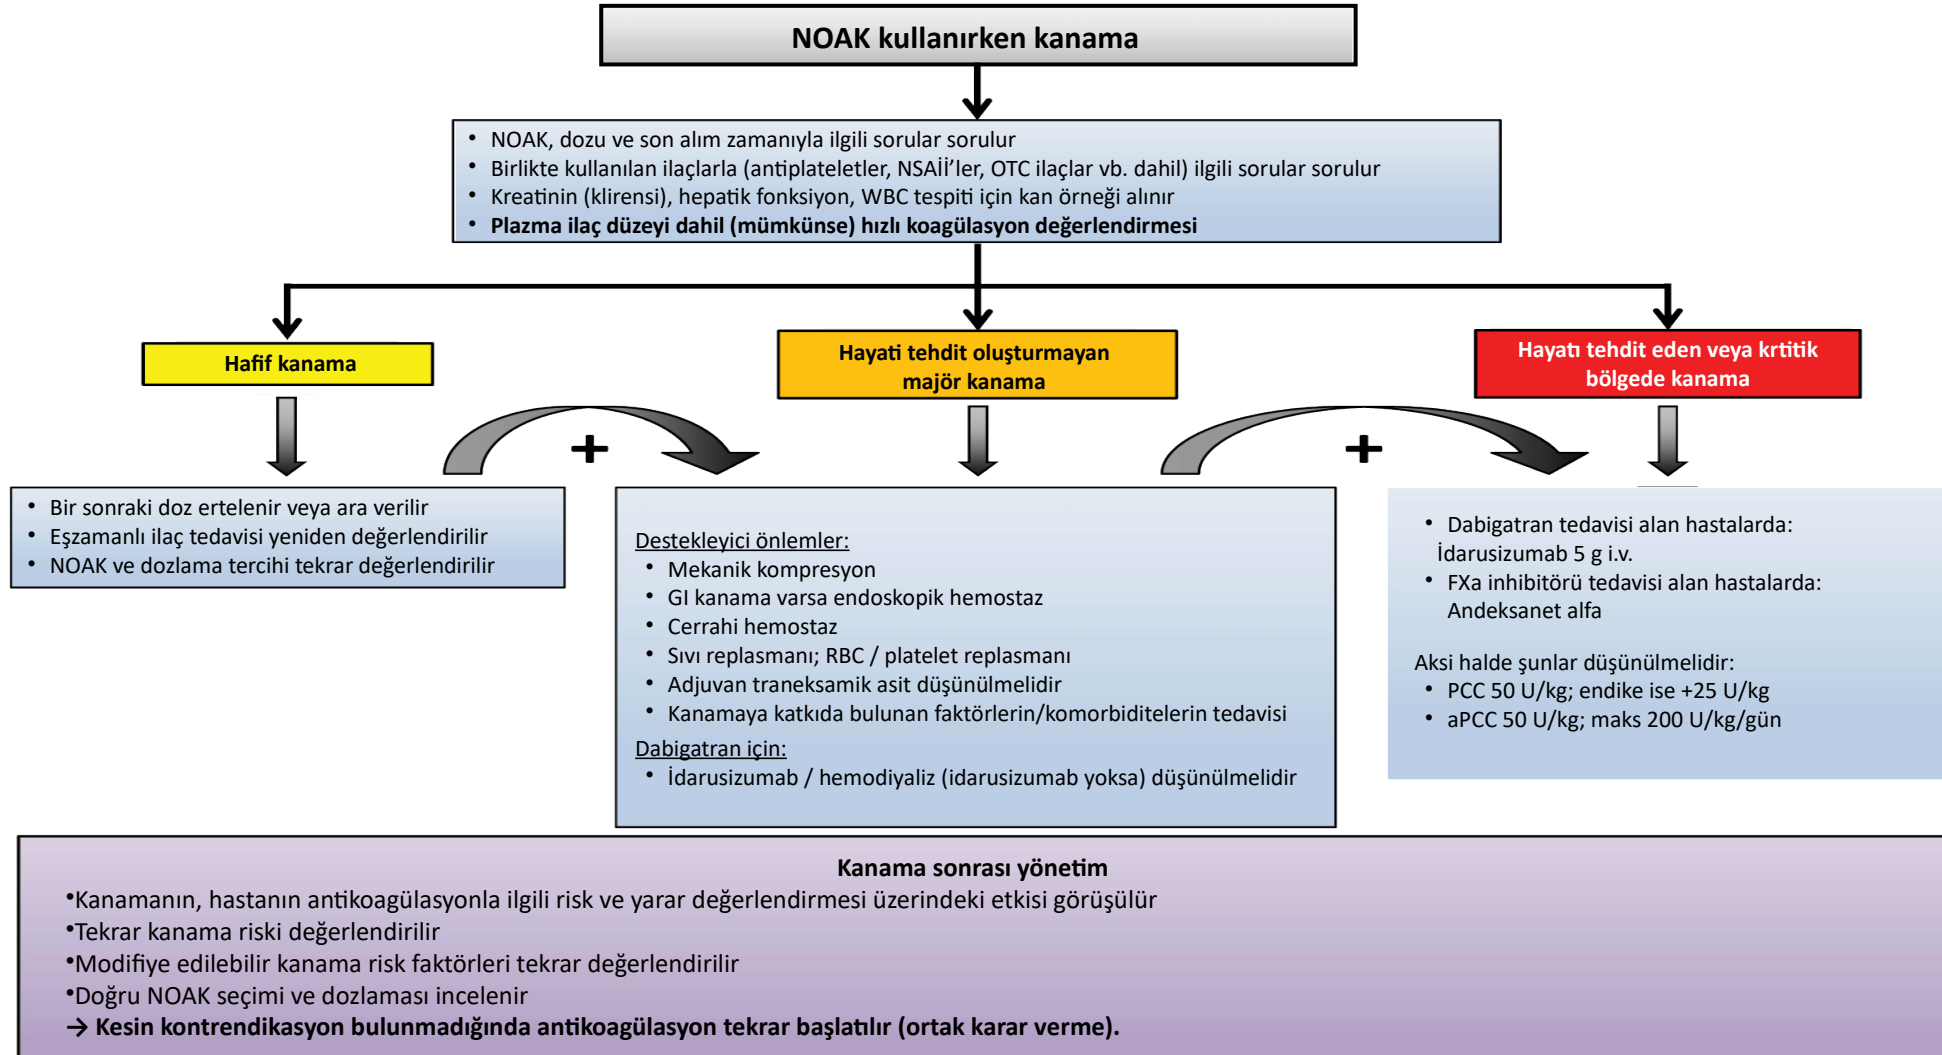 NOAK kullanırken kanama
• NOAK, dozu ve son alım zamanıyla ilgili sorular sorulur
• Birlikte kullanılan ilaçlarla (antiplateletler, NSAİİ'ler, OTC ilaçlar vb. dahil) ilgili sorular sorulur
• Kreatinin (klirensi), hepatik fonksiyon, WBC tespiti için kan örneği alınır
• Plazma ilaç düzeyi dahil (mümkünse) hızlı koagülasyon değerlendirmesi
Hafif kanama
Hayati tehdit oluşturmayan
majör kanama
Hayatı tehdit eden veya krtitik
bölgede kanama
+
+
• Bir sonraki doz ertelenir veya ara verilir
• Eşzamanlı ilaç tedavisi yeniden değerlendirilir
• NOAK ve dozlama tercihi tekrar değerlendirilir
Destekleyici önlemler:
• Mekanik kompresyon
• GI kanama varsa endoskopik hemostaz
• Cerrahi hemostaz
• Sıvı replasmanı; RBC / platelet replasmanı
• Adjuvan traneksamik asit düşünülmelidir
• Kanamaya katkıda bulunan faktörlerin/komorbiditelerin tedavisi
Dabigatran için:
• İdarusizumab / hemodiyaliz (idarusizumab yoksa) düşünülmelidir
• Dabigatran tedavisi alan hastalarda:
İdarusizumab 5 g i.v.
• FXa inhibitörü tedavisi alan hastalarda:
Andeksanet alfa
Aksi halde şunlar düşünülmelidir:
• PCC 50 U/kg; endike ise +25 U/kg
• aPCC 50 U/kg; maks 200 U/kg/gün
Kanama sonrası yönetim
•Kanamanın, hastanın antikoagülasyonla ilgili risk ve yarar değerlendirmesi üzerindeki etkisi görüşülür
•Tekrar kanama riski değerlendirilir
•Modifiye edilebilir kanama risk faktörleri tekrar değerlendirilir
•Doğru NOAK seçimi ve dozlaması incelenir
→ Kesin kontrendikasyon bulunmadığında antikoagülasyon tekrar başlatılır (ortak karar verme).